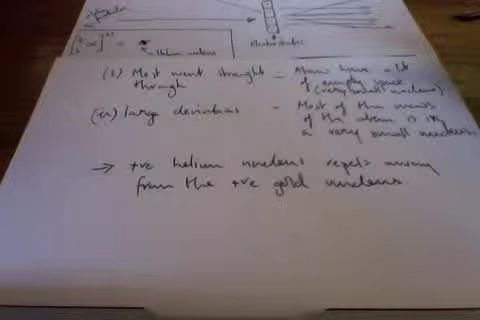 Helium nucleus
(i) Most went straight through - Atoms have a lot of empty space (very small nucleus)
(ii) large deviations - Most of the mass of the atom is in a very small nucleus
→ +ve helium nucleus repels away
from the +ve gold nucleus